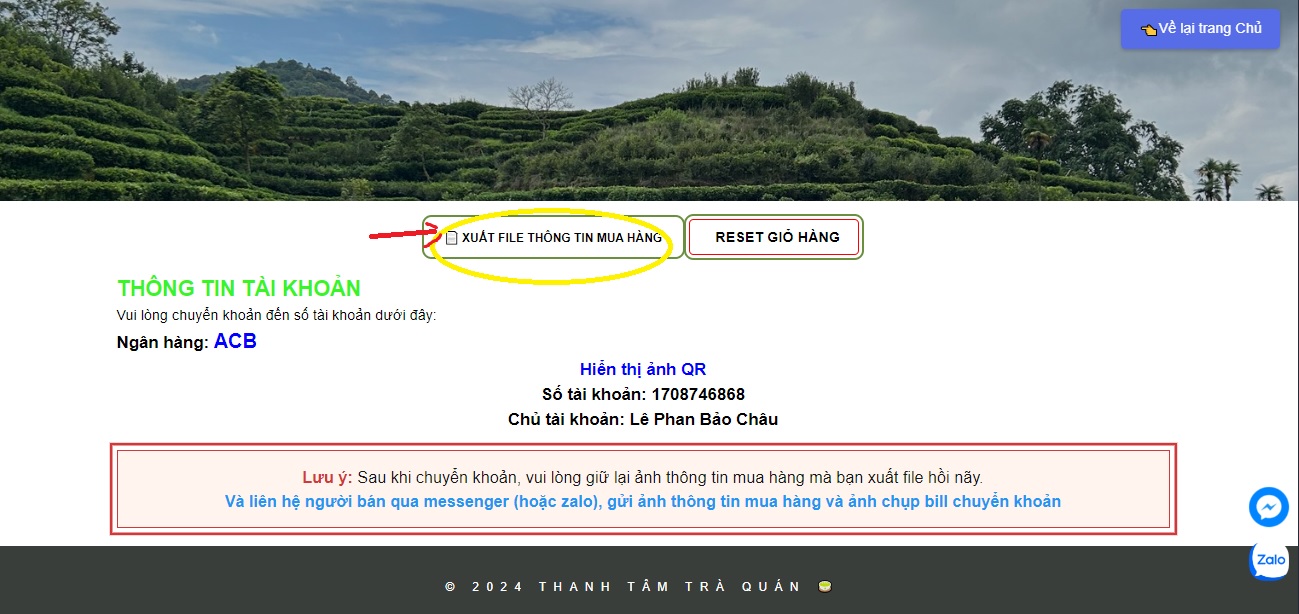 👈Về lại trang Chủ
📄 XUẤT FILE THÔNG TIN MUA HÀNG
RESET GIỎ HÀNG
THÔNG TIN TÀI KHOẢN
Vui lòng chuyển khoản đến số tài khoản dưới đây:
Ngân hàng: ACB
Hiển thị ảnh QR
Số tài khoản: 1708746868
Chủ tài khoản: Lê Phan Bảo Châu
Lưu ý: Sau khi chuyển khoản, vui lòng giữ lại ảnh thông tin mua hàng mà bạn xuất file hồi nãy.
Và liên hệ người bán qua messenger (hoặc zalo), gửi ảnh thông tin mua hàng và ảnh chụp bill chuyển khoản
Zalo
© 2024 THANH TÂM TRÀ QUÁN 🍵